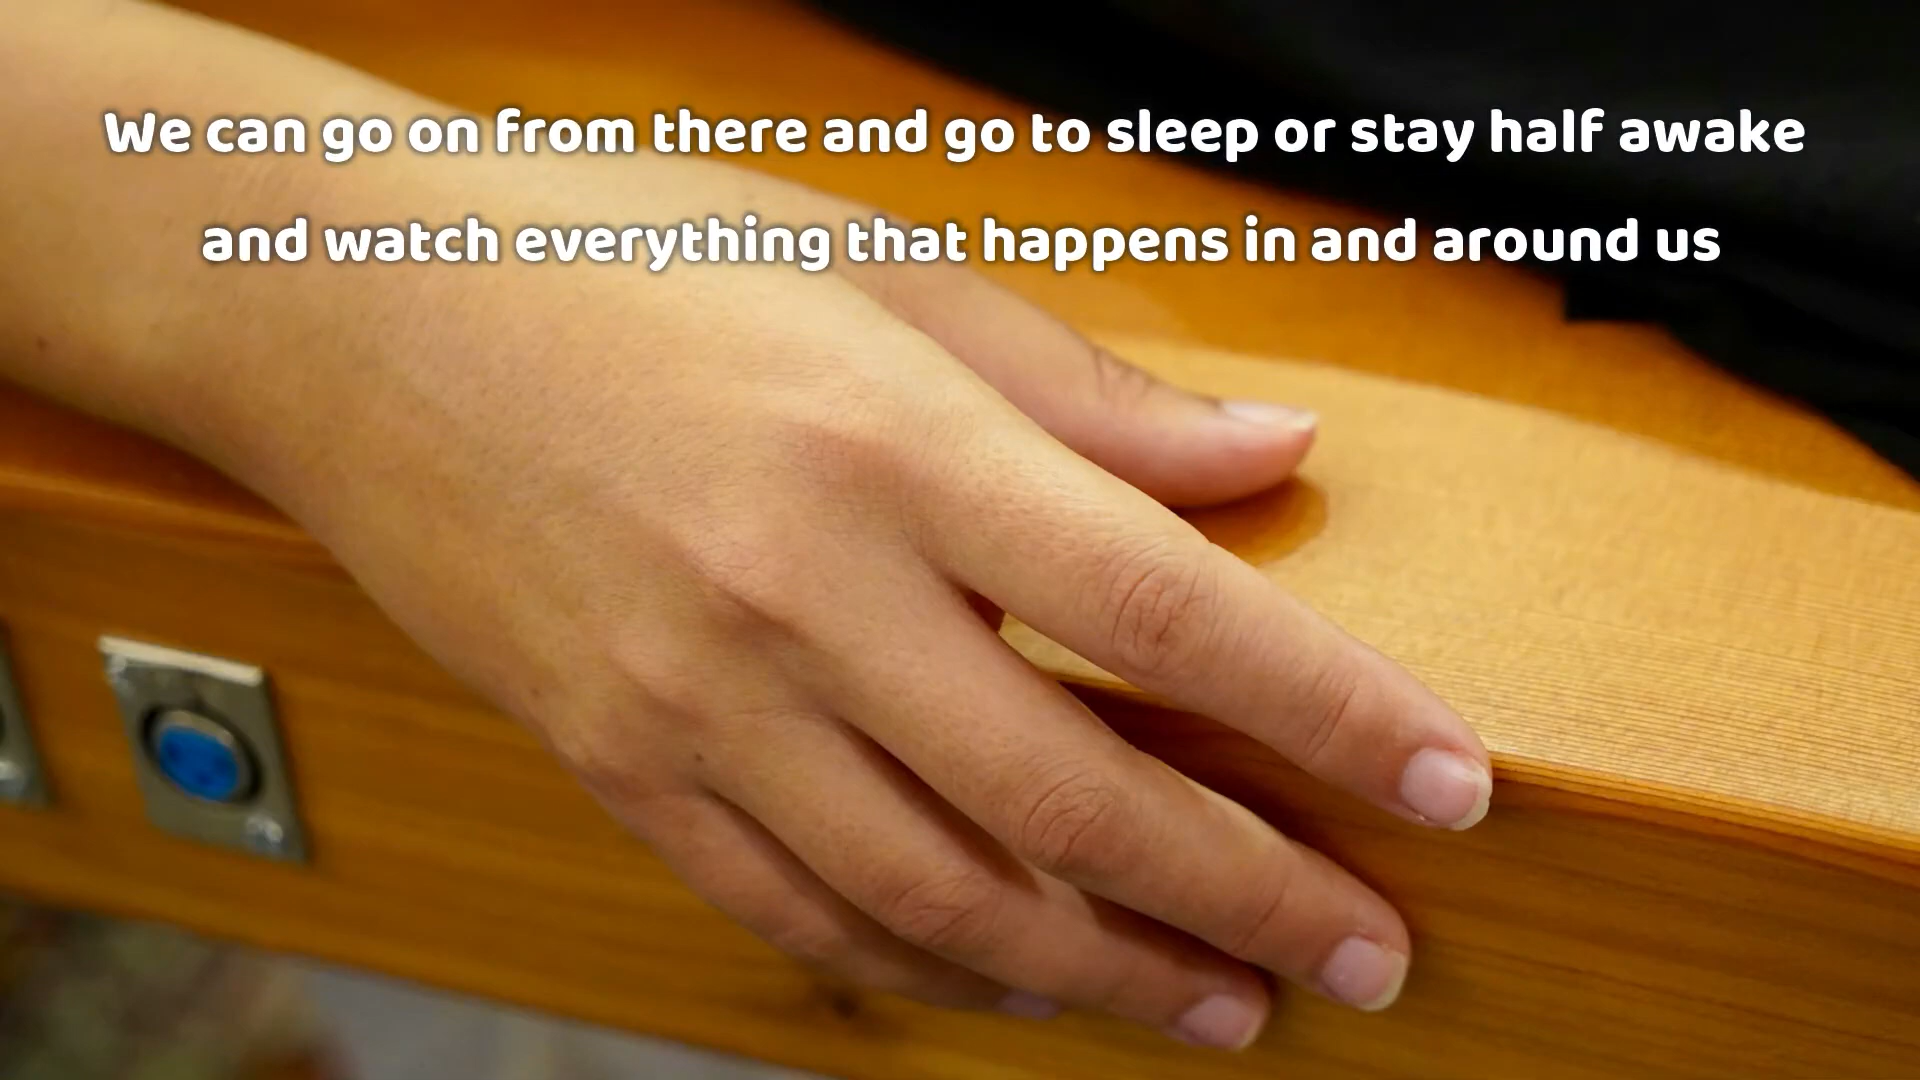 We can go on from there and go to sleep or stay half awake
and watch everything that happens in and around us